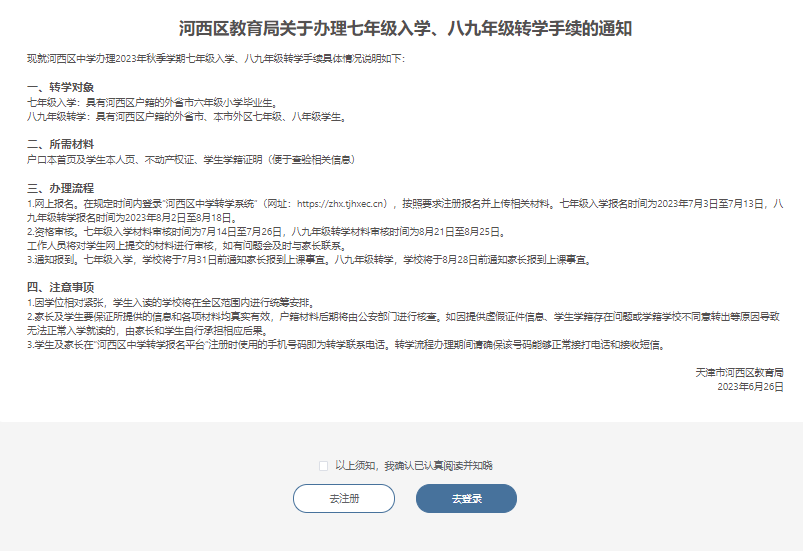 河西区教育局关于办理七年级入学、八九年级转学手续的通知
现就河西区中学办理2023年秋季学期七年级入学、八九年级转学手续具体情况说明如下：
一、转学对象
七年级入学：具有河西区户籍的外省市六年级小学毕业生。
八九年级转学：具有河西区户籍的外省市、本市外区七年级、八年级学生。
二、所需材料
户口本首页及学生本人页、不动产权证、学生学籍证明（便于查验相关信息）
三、办理流程
1.网上报名。在规定时间内登录"河西区中学转学系统"（网址：https://zhx.tjhxec.cn），按照要求注册报名并上传相关材料。七年级入学报名时间为2023年7月3日至7月13日，八
九年级转学报名时间为2023年8月2日至8月18日。
2.资格审核。七年级入学材料审核时间为7月14日至7月26日，八九年级转学材料审核时间为8月21日至8月25日。
工作人员将对学生网上提交的材料进行审核，如有问题会及时与家长联系。
3.通知报到。七年级入学，学校将于7月31日前通知家长报到上课事宜。八九年级转学，学校将于8月28日前通知家长报到上课事宜。
四、注意事项
1.因学位相对紧张，学生入读的学校将在全区范围内进行统筹安排。
2.家长及学生要保证所提供的信息和各项材料均真实有效，户籍材料后期将由公安部门进行核查。如因提供虚假证件信息、学生学籍存在问题或学籍学校不同意转出等原因导致
无法正常入学就读的，由家长和学生自行承担相应后果。
3.学生及家长在"河西区中学转学报名平台"注册时使用的手机号码即为转学联系电话。转学流程办理期间请确保该号码能够正常接打电话和接收短信。
天津市河西区教育局
2023年6月26日
以上须知，我确认已认真阅读并知晓
去注册
去登录